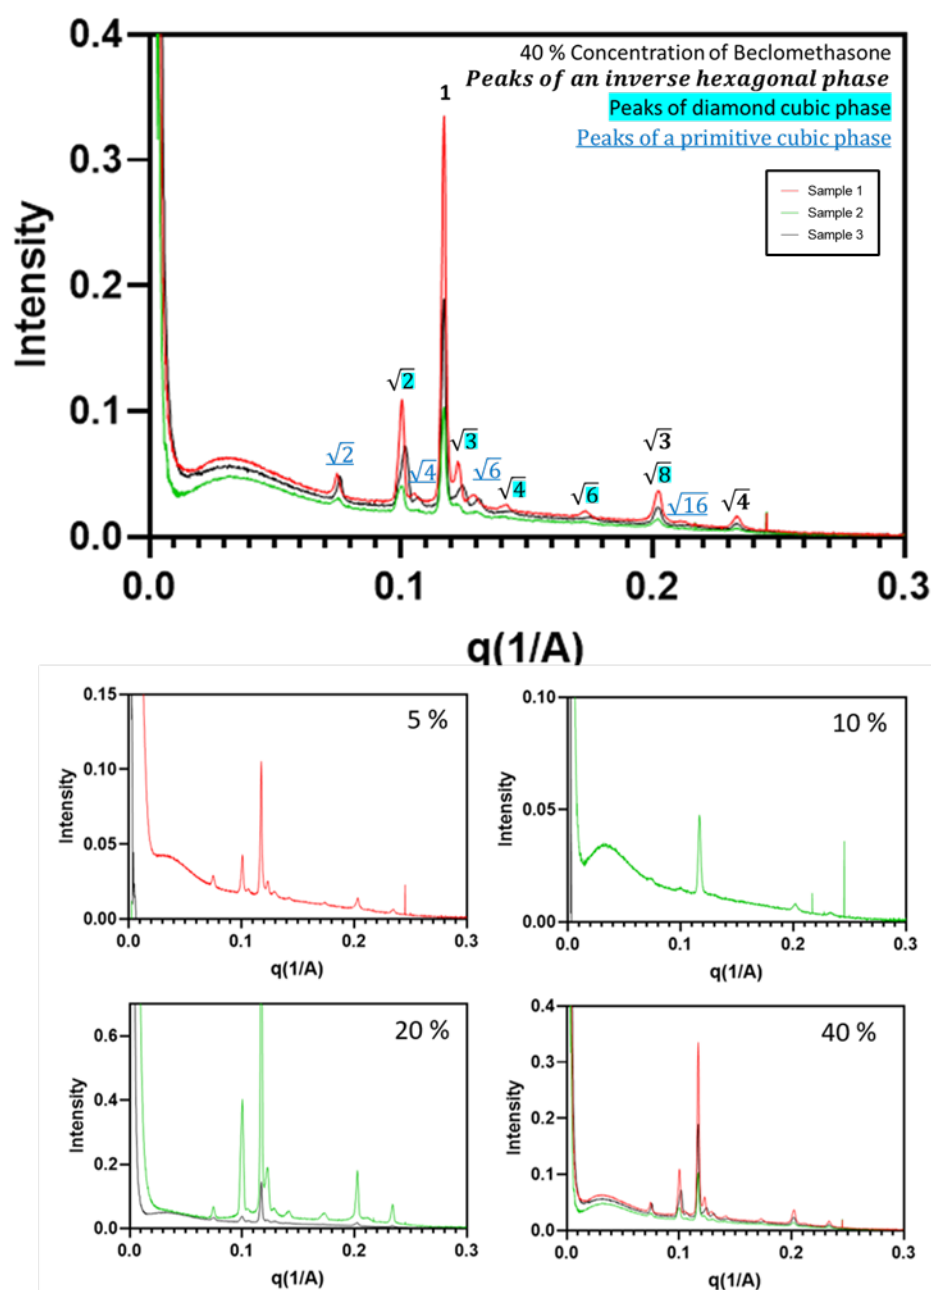 0.4
40 % Concentration of Beclomethasone
Peaks of an inverse hexagonal phase
1
Peaks of diamond cubic phase
Peaks of a primitive cubic phase
0.3
Sample 1
Sample 2
Sample 3
Intensity
0.2
√2
√3
√3
0.1
√2
√4
√6
√4
√6
√8
√16
√4
0.0
0.0 0.1 0.2 0.3
q(1/A)
0.15
5 %
0.10
Intensity
0.05
0.00
0.0 0.1 0.2 0.3
q(1/A)
0.10
10 %
Intensity
0.05
0.00
0.0 0.1 0.2 0.3
q(1/A)
20 %
0.6
Intensity
0.4
0.2
0.0
0.0 0.1 0.2 0.3
q(1/A)
0.4
40 %
0.3
Intensity
0.2
0.1
0.0
0.0 0.1 0.2 0.3
q(1/A)